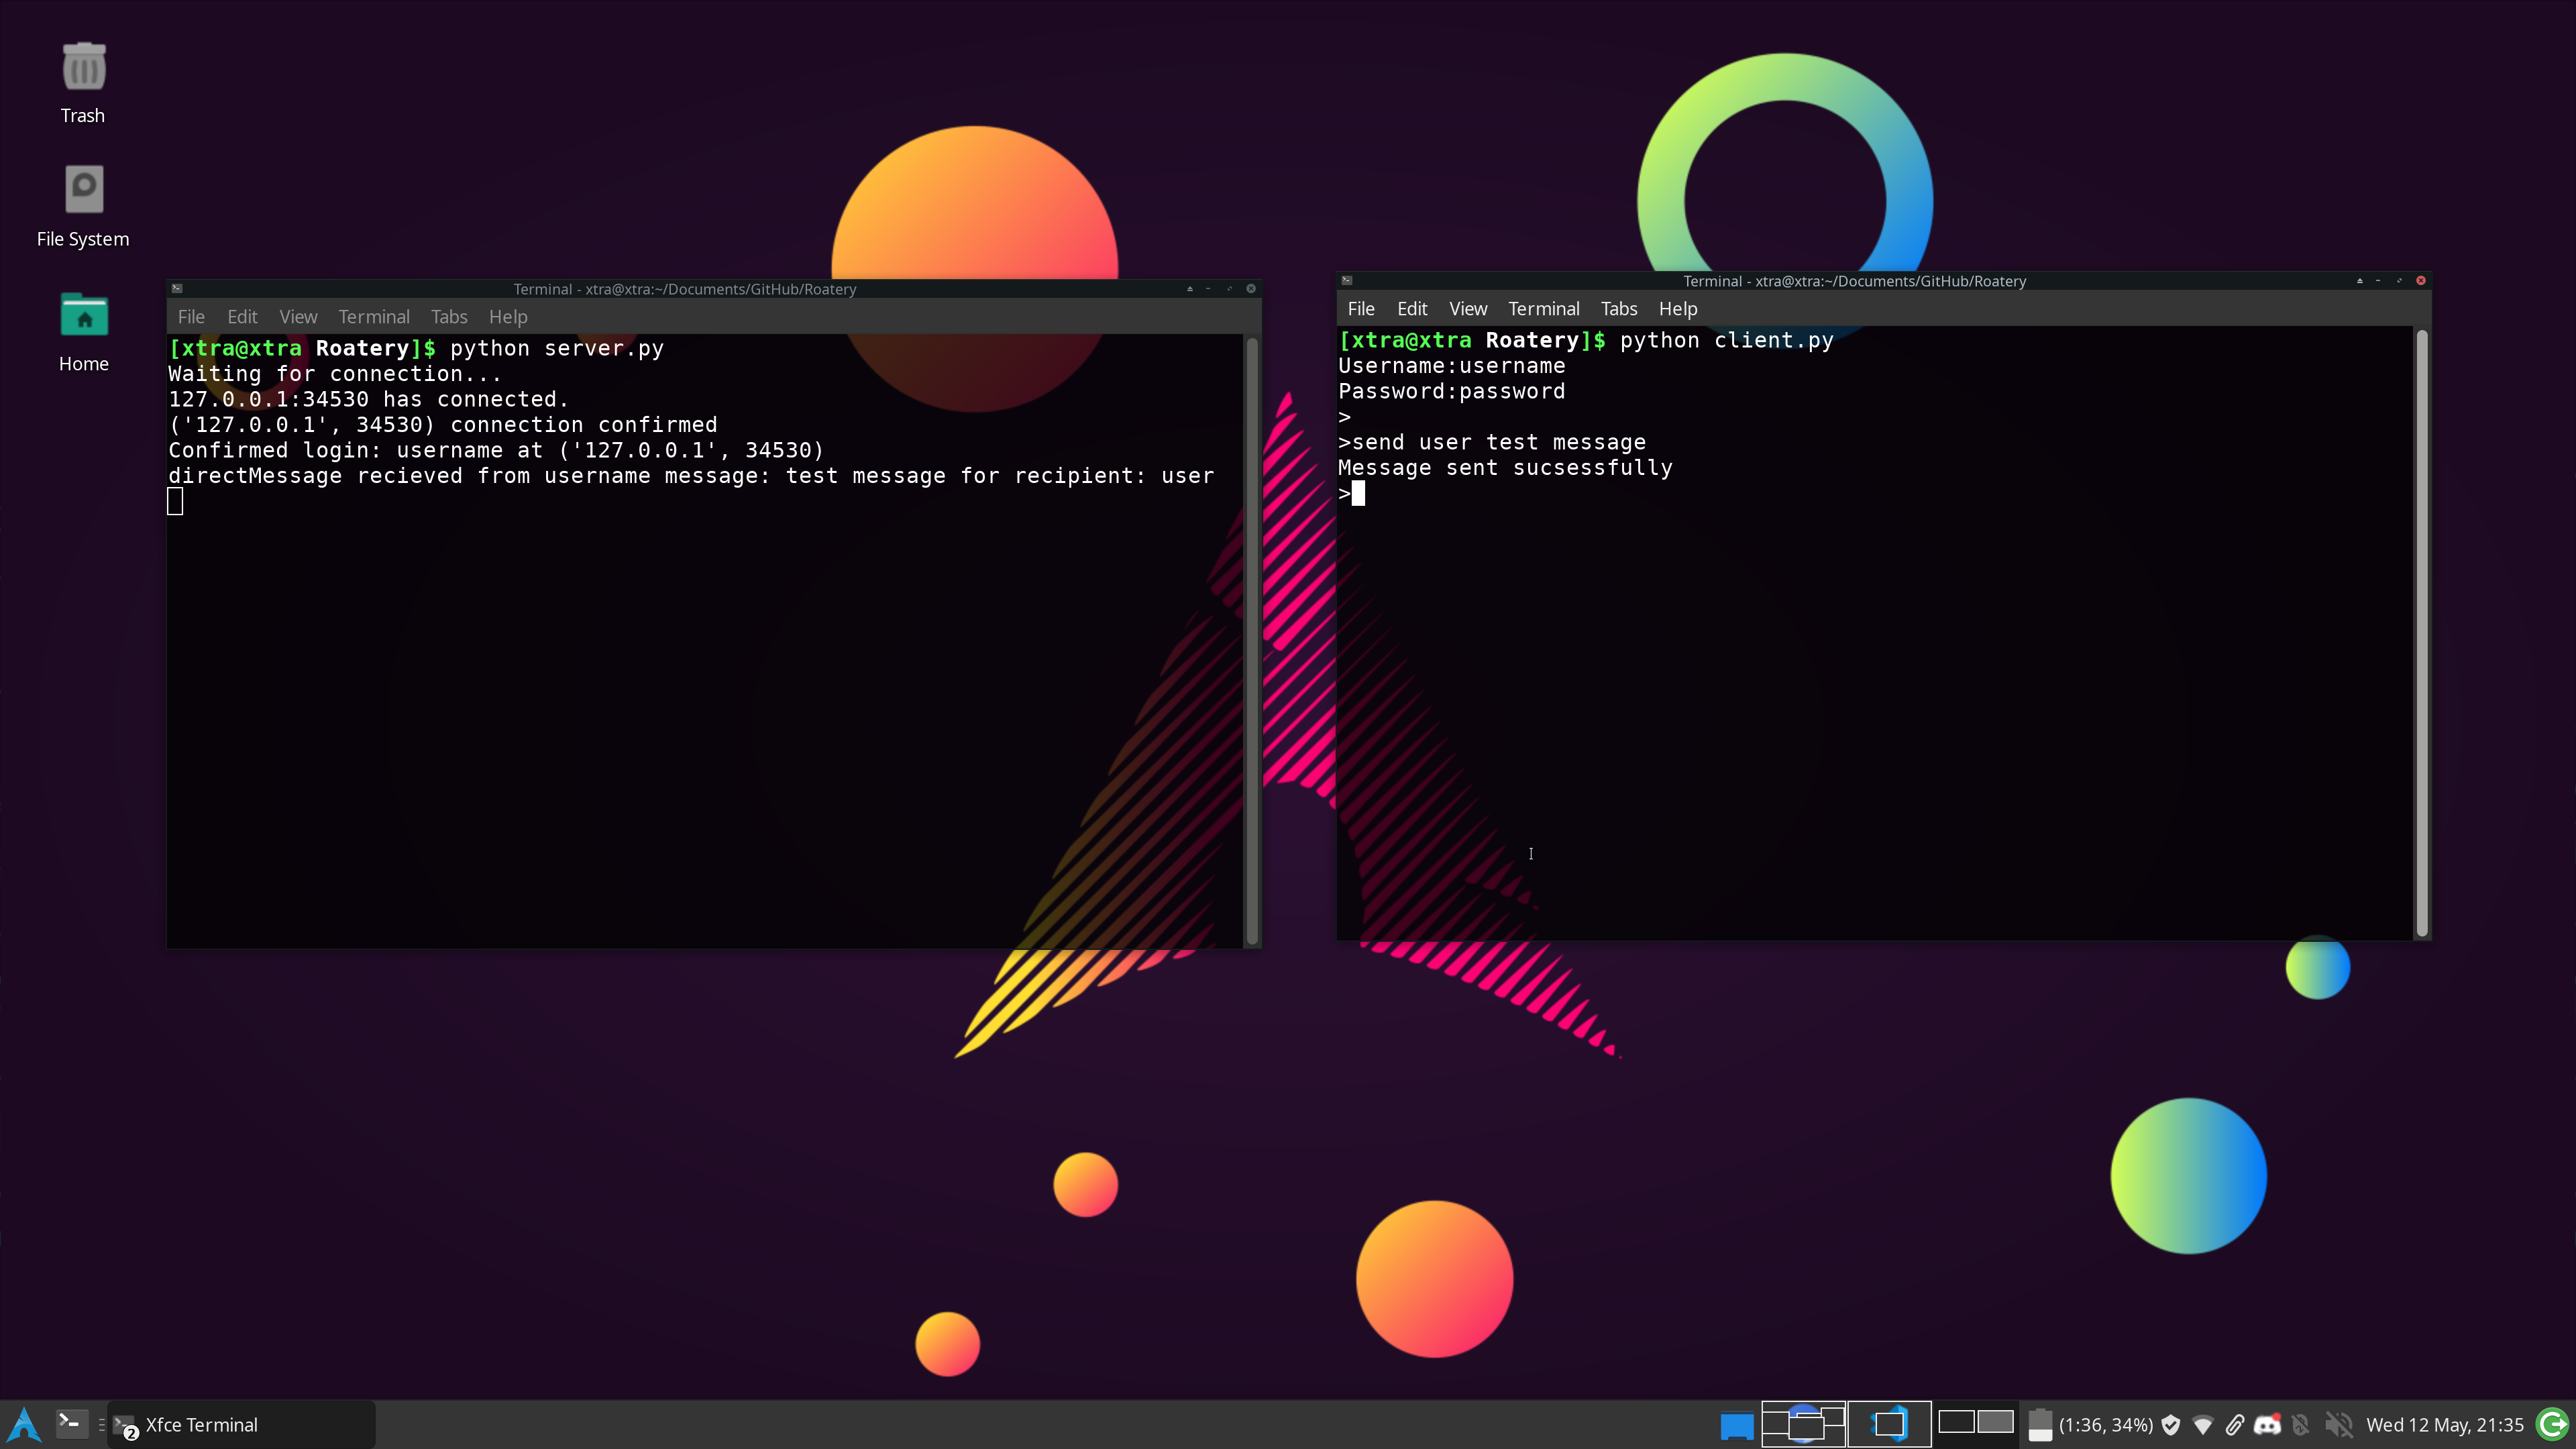 Trash
File System
Home
Terminal - xtra@xtra:~/Documents/GitHub/Roatery
File Edit View Terminal Tabs Help
[xtra@xtra Roatery]$ python server.py
Waiting for connection...
127.0.0.1:34530 has connected.
('127.0.0.1', 34530) connection confirmed
Confirmed login: username at ('127.0.0.1', 34530)
directMessage recieved from username message: test message for recipient: user
Terminal - xtra@xtra:~/Documents/GitHub/Roatery
File Edit View Terminal Tabs Help
[xtra@xtra Roatery]$ python client.py
Username:username
Password:password
>
>send user test message
Message sent sucsessfully
>
2 Xfce Terminal
(1:36, 34%)
Wed 12 May, 21:35